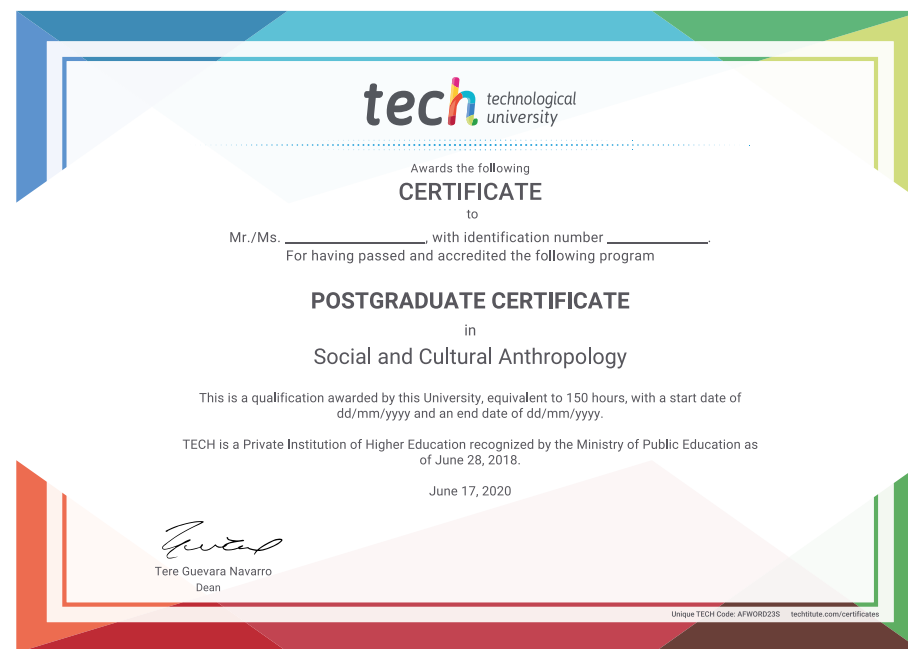 tech technological
university
Awards the following
CERTIFICATE
to
Mr./Ms. ____________________, with identification number ______________.
For having passed and accredited the following program
POSTGRADUATE CERTIFICATE
in
Social and Cultural Anthropology
This is a qualification awarded by this University, equivalent to 150 hours, with a start date of
dd/mm/yyyy and an end date of dd/mm/yyyy.
TECH is a Private Institution of Higher Education recognized by the Ministry of Public Education as
of June 28, 2018.
June 17, 2020
Tere Guevara Navarro
Dean
Unique TECH Code: AFWORD23S techtitute.com/certificates